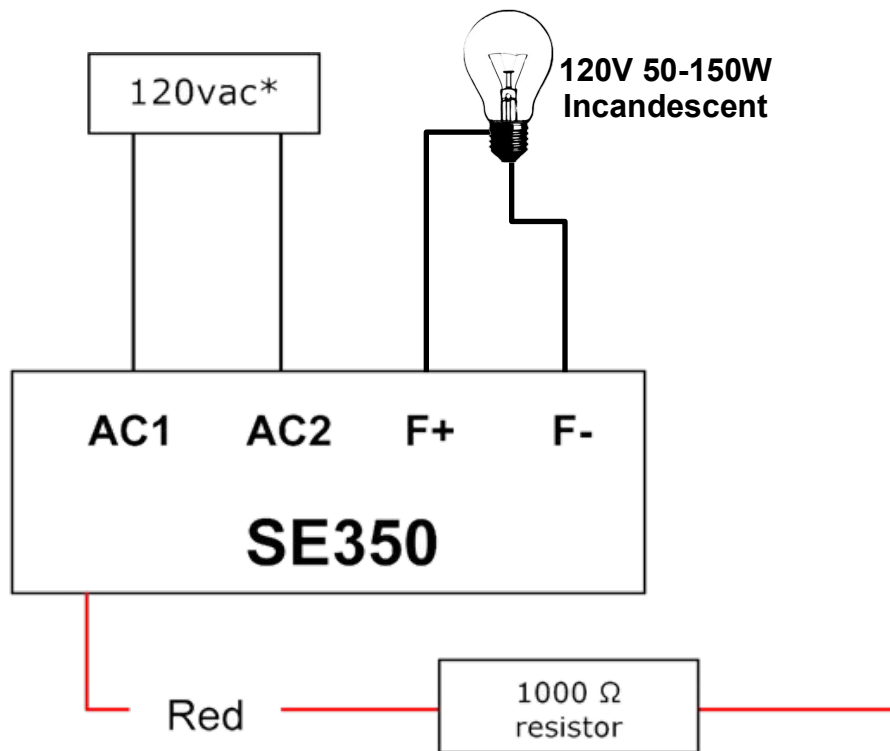 120vac*
120V 50-150W
Incandescent
AC1 AC2 F+ F-
SE350
Red
1000 Ω
resistor